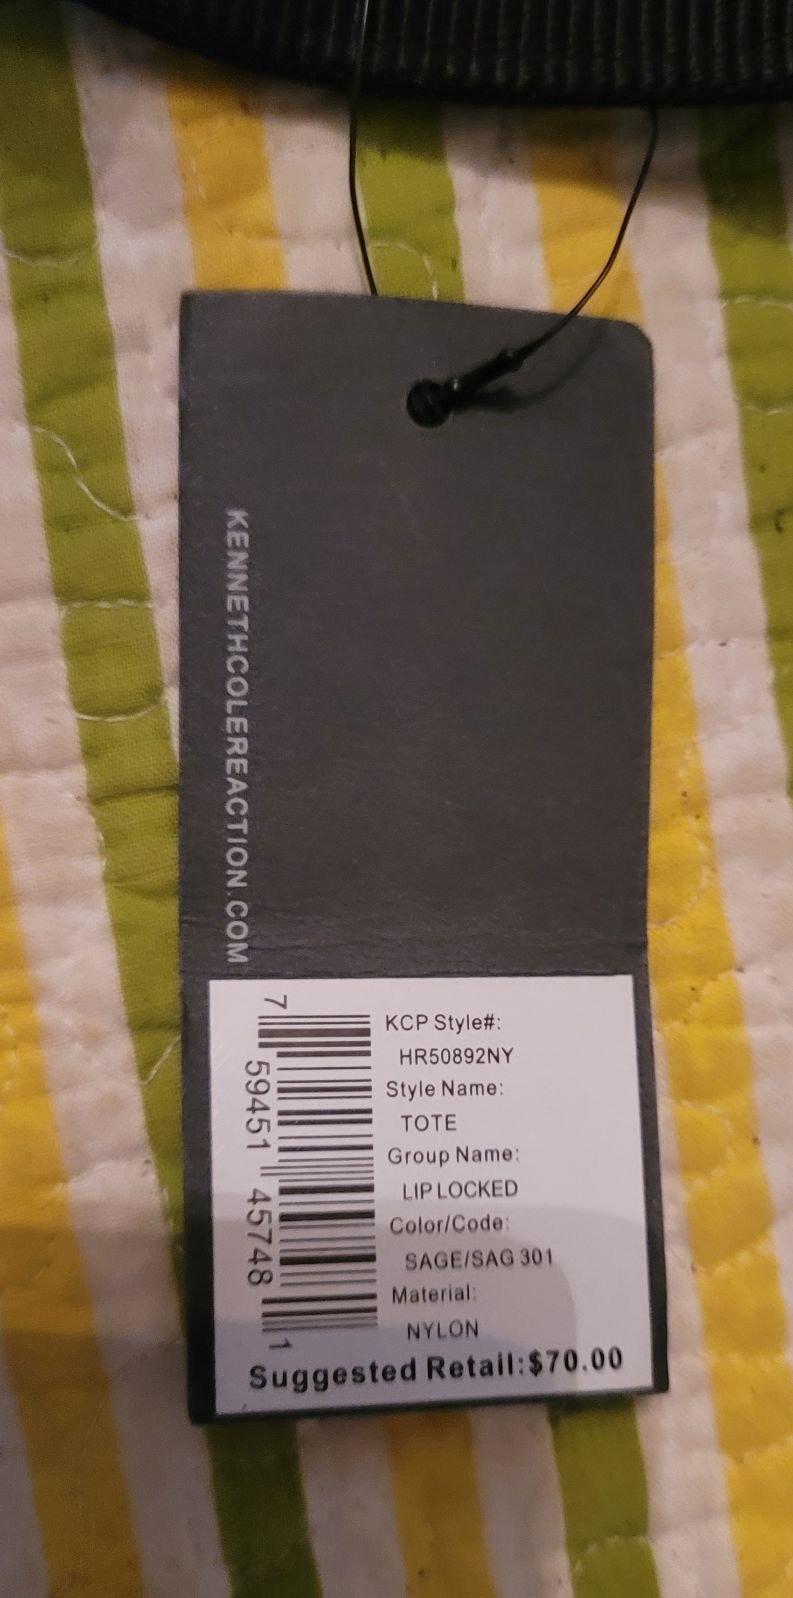 KENNETHCOLEREACTION.COM
7 59451 45748 1
KCP Style#:
HR50892NY
Style Name:
TOTE
Group Name:
LIP LOCKED
Color/Code:
SAGE/SAG 301
Material:
NYLON
Suggested Retail:$70.00